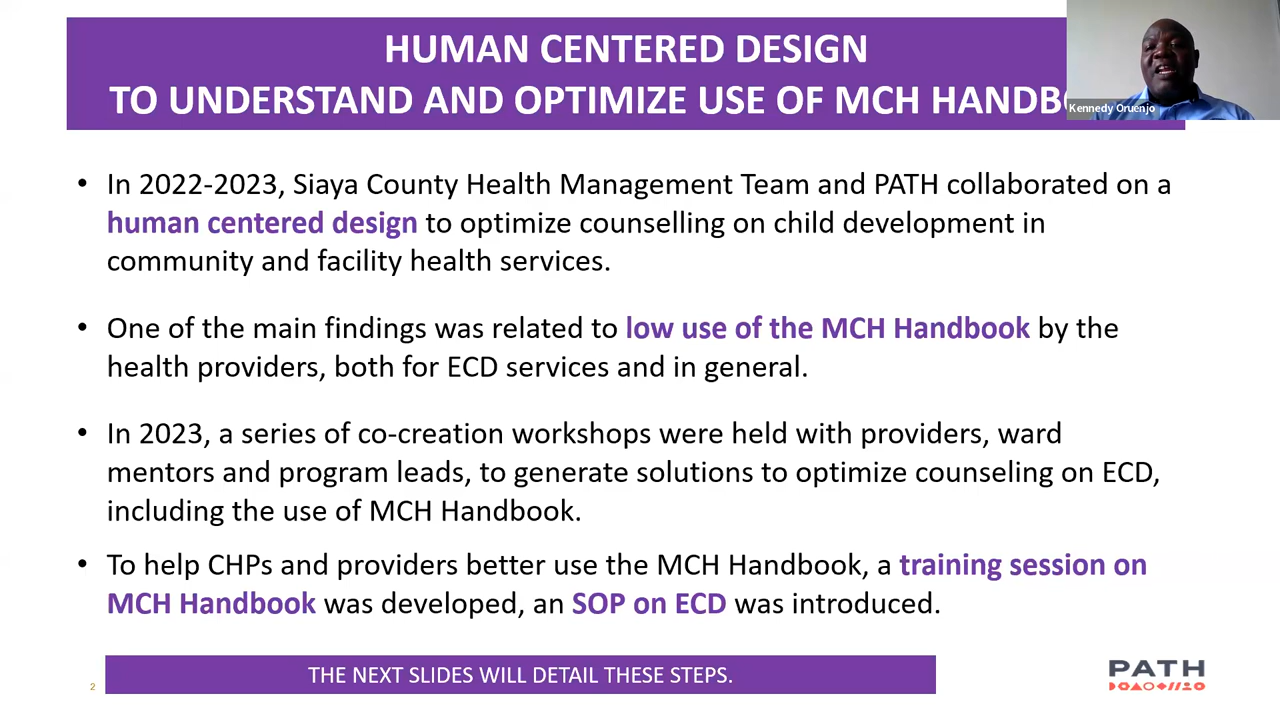 HUMAN CENTERED DESIGN
TO UNDERSTAND AND OPTIMIZE USE OF MCH HANDB
Kennedy Oruenjo
• In 2022-2023, Siaya County Health Management Team and PATH collaborated on a
human centered design to optimize counselling on child development in
community and facility health services.
• One of the main findings was related to low use of the MCH Handbook by the
health providers, both for ECD services and in general.
• In 2023, a series of co-creation workshops were held with providers, ward
mentors and program leads, to generate solutions to optimize counseling on ECD,
including the use of MCH Handbook.
• To help CHPs and providers better use the MCH Handbook, a training session on
MCH Handbook was developed, an SOP on ECD was introduced.
THE NEXT SLIDES WILL DETAIL THESE STEPS.
2
PATH